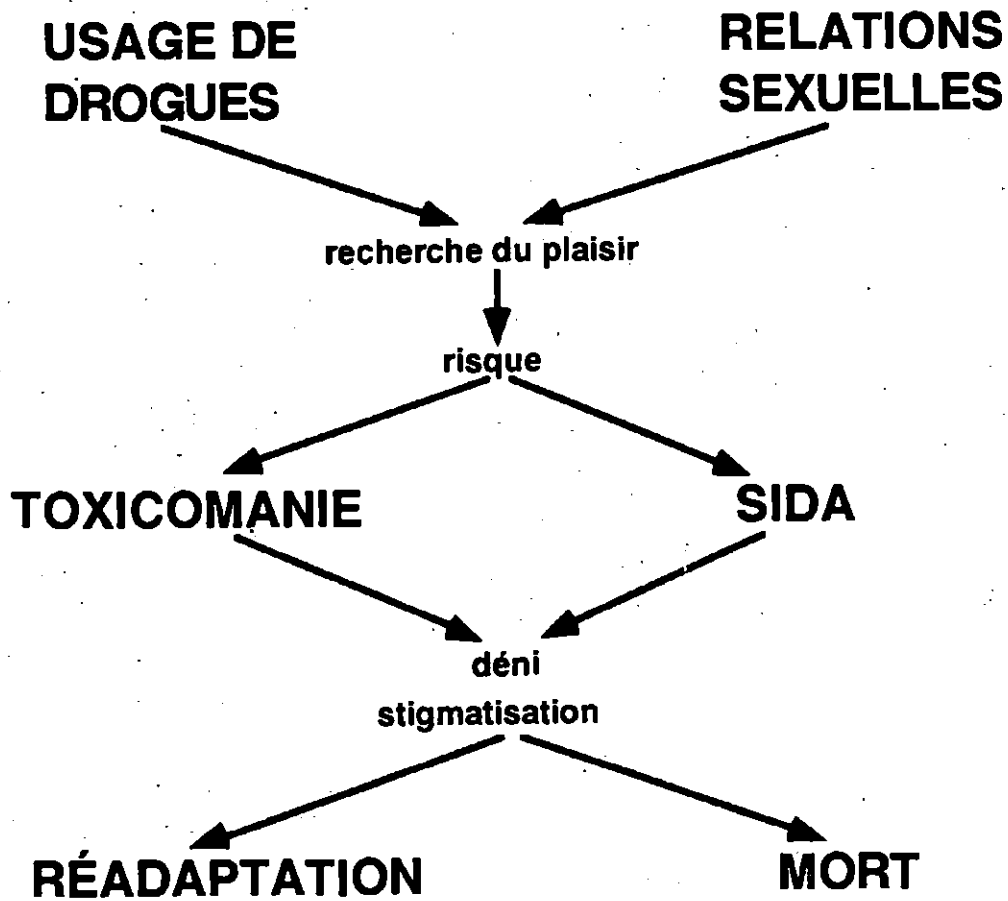 USAGE DE
DROGUES
RELATIONS
SEXUELLES
recherche du plaisir
risque
TOXICOMANIE
SIDA
déni
stigmatisation
RÉADAPTATION
MORT